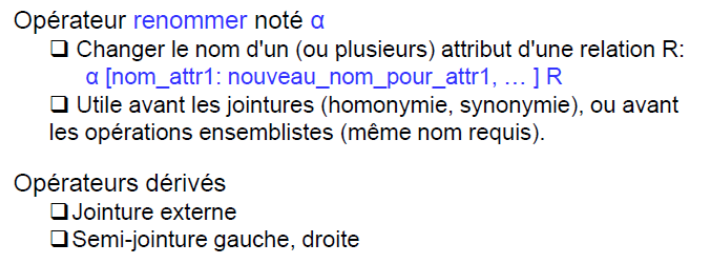 Opérateur renommer noté α
❑ Changer le nom d'un (ou plusieurs) attribut d'une relation R:
α [nom_attr1: nouveau_nom_pour_attr1, … ] R
❑ Utile avant les jointures (homonymie, synonymie), ou avant
les opérations ensemblistes (même nom requis).
Opérateurs dérivés
❑Jointure externe
❑Semi-jointure gauche, droite